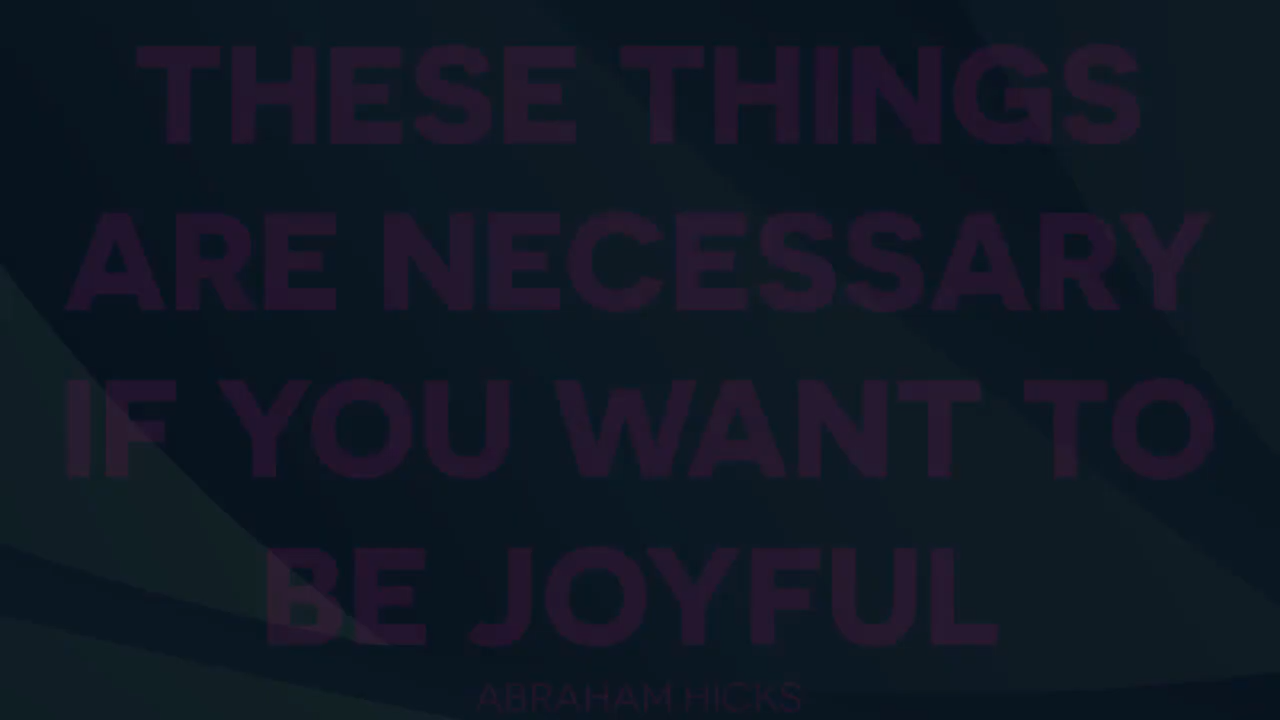 THESE THINGS
ARE NECESSARY
IF YOU WANT TO
BE JOYFUL
ABRAHAM HICKS